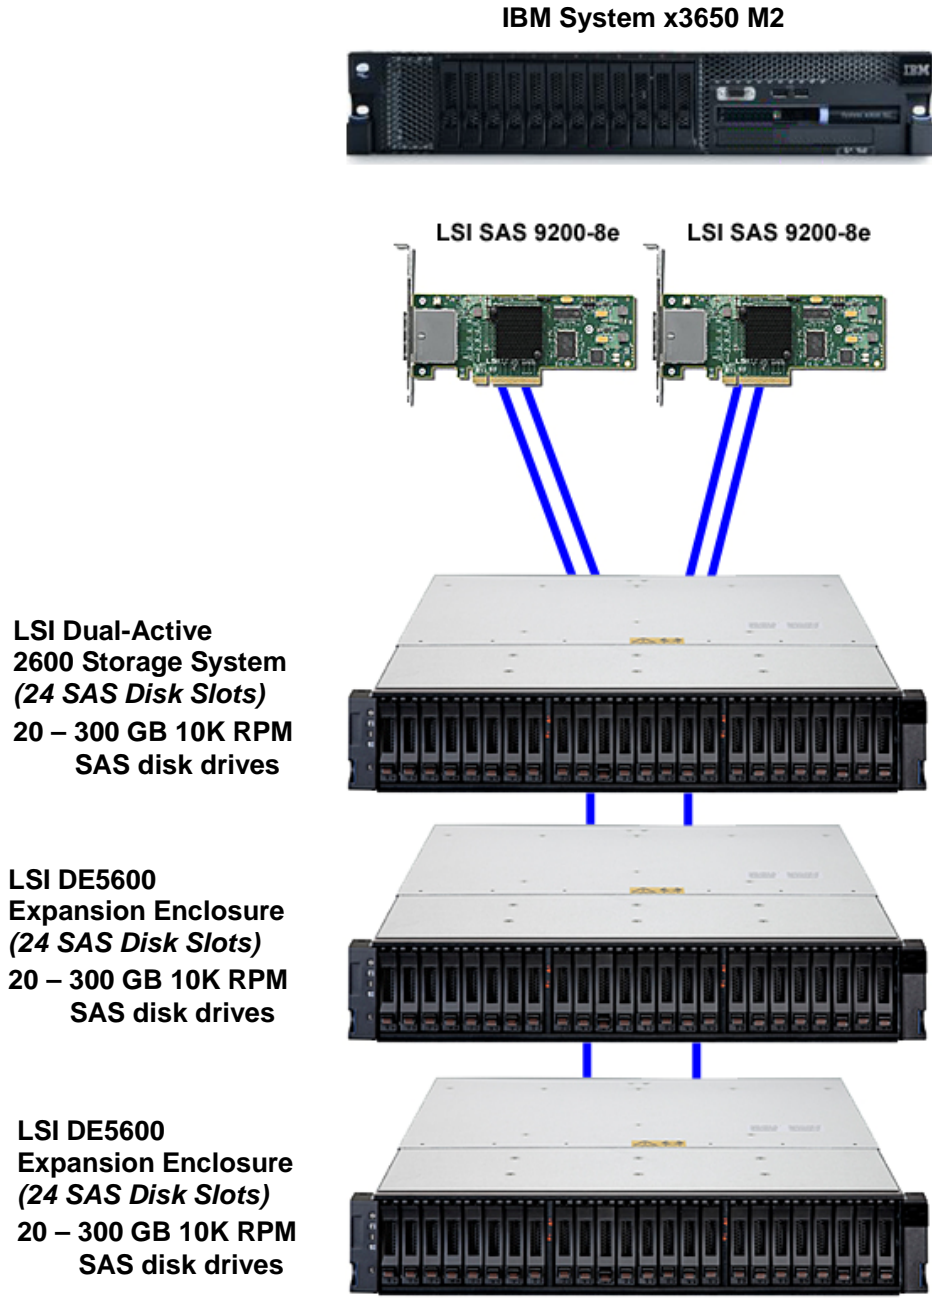 IBM System x3650 M2
IBM
LSI SAS 9200-8e
LSI SAS 9200-8e
LSI Dual-Active
2600 Storage System
(24 SAS Disk Slots)
20 – 300 GB 10K RPM
SAS disk drives
LSI DE5600
Expansion Enclosure
(24 SAS Disk Slots)
20 – 300 GB 10K RPM
SAS disk drives
LSI DE5600
Expansion Enclosure
(24 SAS Disk Slots)
20 – 300 GB 10K RPM
SAS disk drives